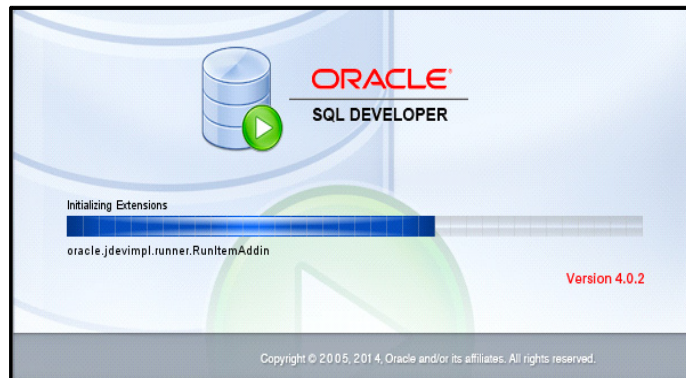 ORACLE®
SQL DEVELOPER
Initializing Extensions
oracle.jdevimpl.runner.RunItemAddin
Version 4.0.2
Copyright © 2005, 2014, Oracle and/or its affiliates. All rights reserved.